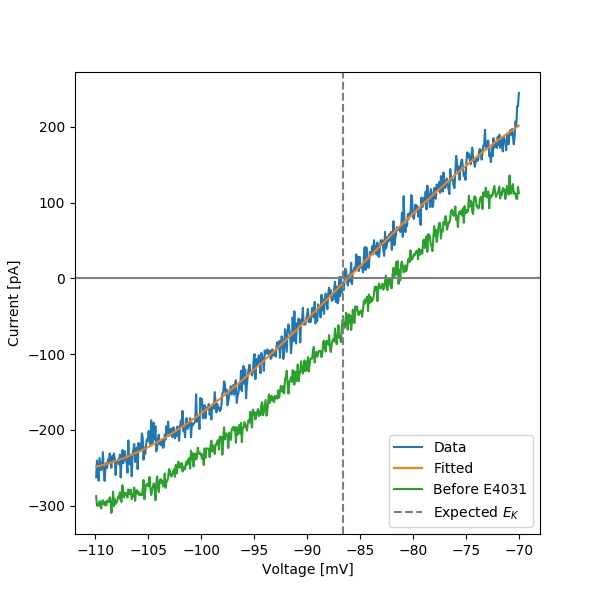 200
100
0
−100
−200
−300
Current [pA]
−110 −105 −100 −95 −90 −85 −80 −75 −70
Voltage [mV]
Data
Fitted
Before E4031
Expected E_K